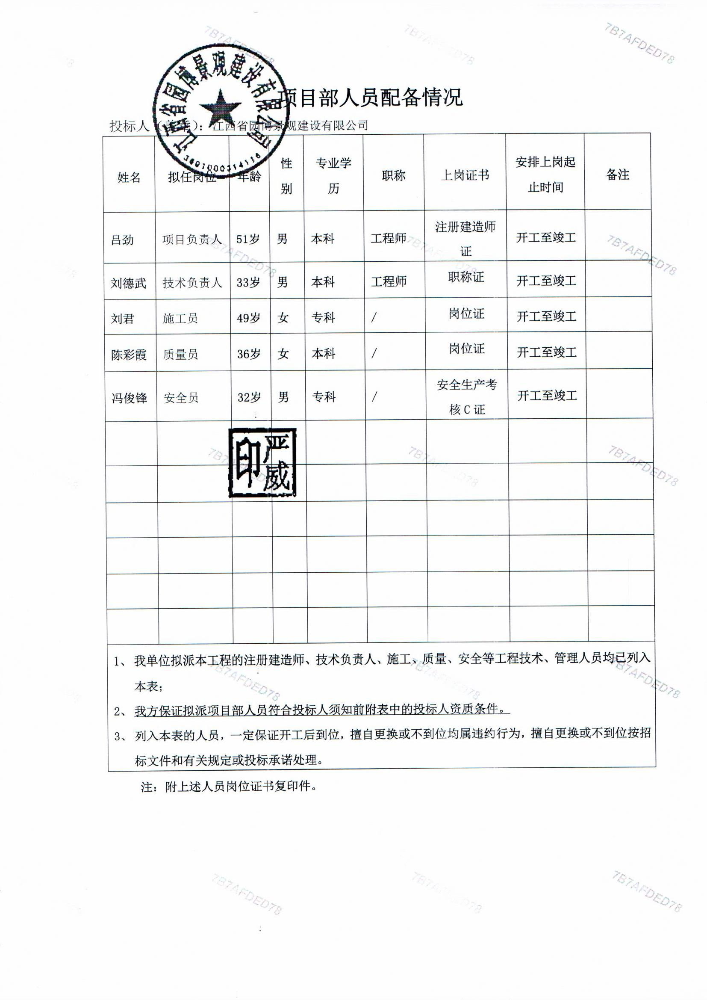 项目部人员配备情况
投标人（盖章）：江西省园博景观建设有限公司
江西省园博景观建设有限公司
3601000314116
姓名 拟任岗位 年龄 性别 专业学历 职称 上岗证书 安排上岗起止时间 备注
吕劲 项目负责人 51岁 男 本科 工程师 注册建造师证 开工至竣工
刘德武 技术负责人 33岁 男 本科 工程师 职称证 开工至竣工
刘君 施工员 49岁 女 专科 / 岗位证 开工至竣工
陈彩霞 质量员 36岁 女 本科 / 岗位证 开工至竣工
冯俊锋 安全员 32岁 男 专科 / 安全生产考核C证 开工至竣工
严威印
1、我单位拟派本工程的注册建造师、技术负责人、施工、质量、安全等工程技术、管理人员均已列入
本表；
2、我方保证拟派项目部人员符合投标人须知前附表中的投标人资质条件。
3、列入本表的人员，一定保证开工后到位，擅自更换或不到位均属违约行为，擅自更换或不到位按招
标文件和有关规定或投标承诺处理。
注：附上述人员岗位证书复印件。
7B7AFDED78
7B7AFDED78
7B7AFDED78
7B7AFDED78
7B7AFDED78
7B7AFDED78
7B7AFDED78
7B7AFDED78
7B7AFDED78
7B7AFDED78